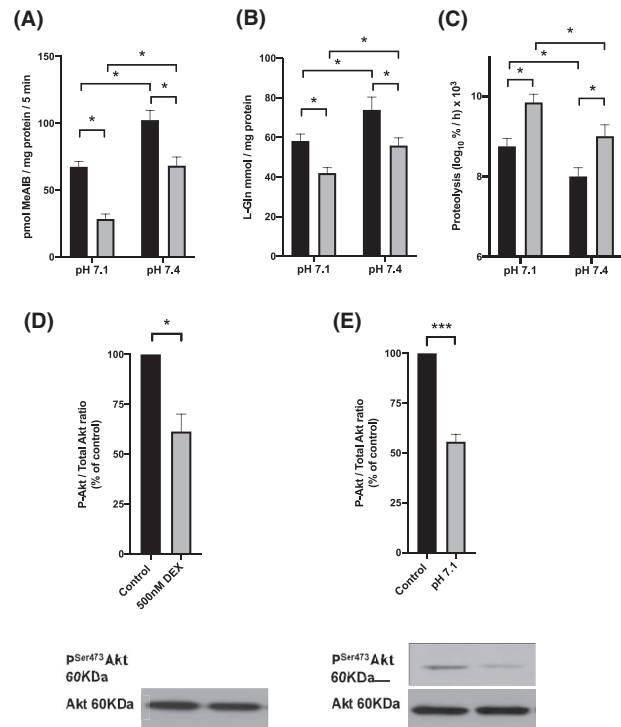 (A)
(B)
(C)
*
*
*
*
pmol MeAIB / mg protein / 5 min
150
100
50
0
pH 7.1
pH 7.4
*
*
*
*
L-Gln mmol / mg protein
100
80
60
40
20
0
pH 7.1
pH 7.4
*
*
*
*
Proteolysis (log10 % / h) x 10³
10
8
6
pH 7.1
pH 7.4
(D)
(E)
*
P-Akt / Total Akt ratio
(% of control)
100
75
50
25
0
Control
500nM DEX
***
P-Akt / Total Akt ratio
(% of control)
100
75
50
25
0
Control
pH 7.1
PSer473Akt
60KDa
Akt 60KDa
PSer473Akt
60KDa
Akt 60KDa